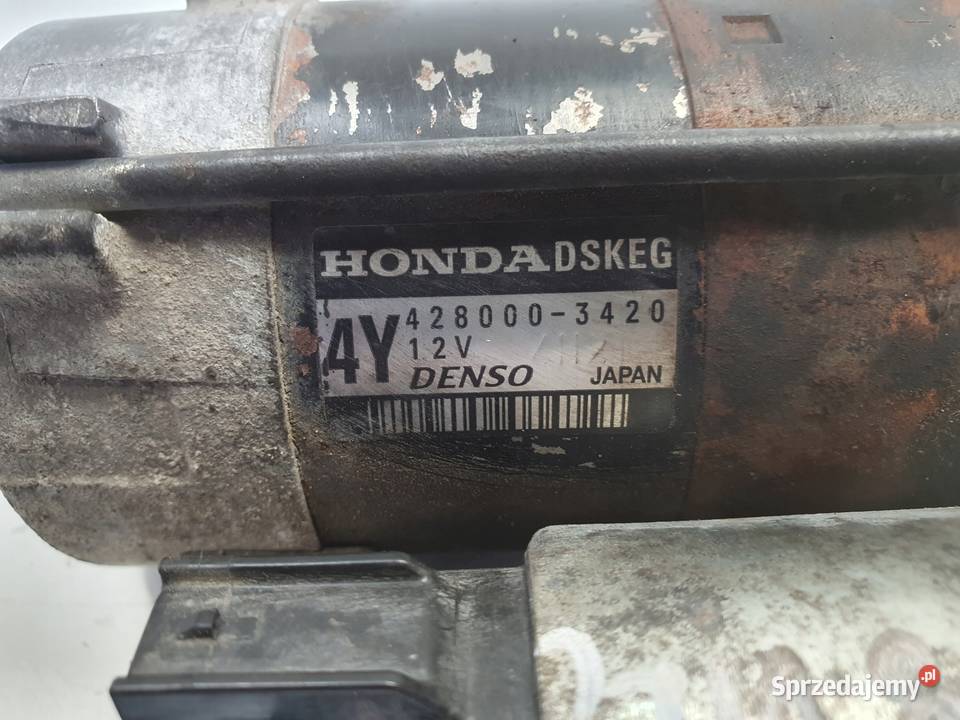 HONDA DSKEG
4Y 428000-3420
12V
DENSO JAPAN
Sprzedajemy.pl